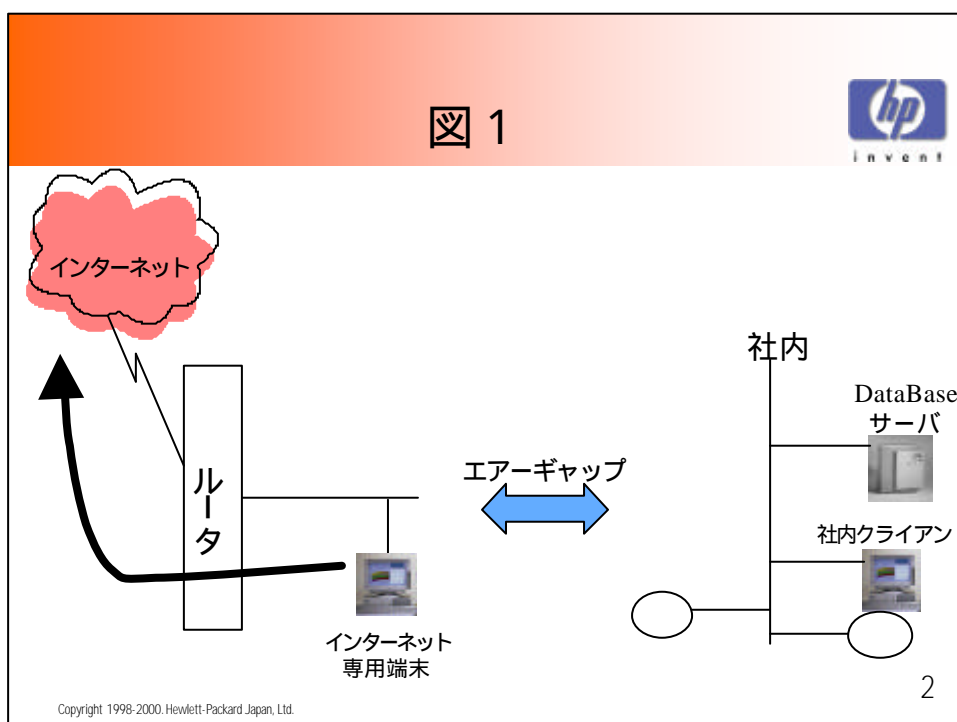 図 1
hp
invent
インターネット
社内
DataBase
サーバ
エアーギャップ
ルータ
社内クライアン
インターネット
専用端末
2
Copyright 1998-2000. Hewlett-Packard Japan, Ltd.